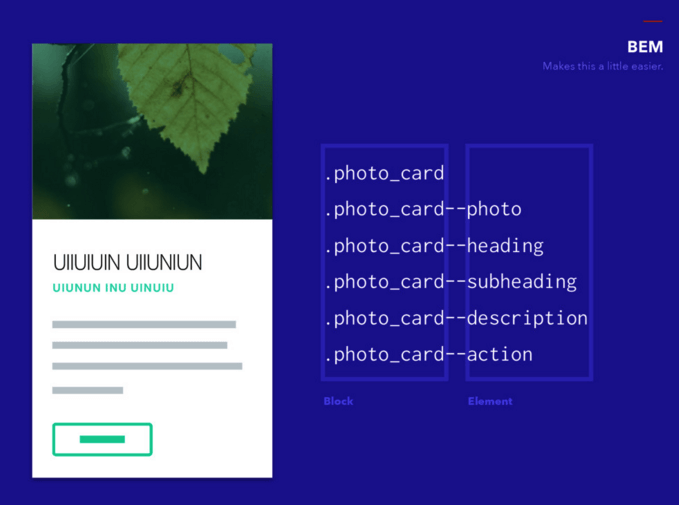 BEM
Makes this a little easier.
UIIUIUIN UIIUNIUN
UIUNUN INU UINUIU
.photo_card
.photo_card--photo
.photo_card--heading
.photo_card--subheading
.photo_card--description
.photo_card--action
Block
Element